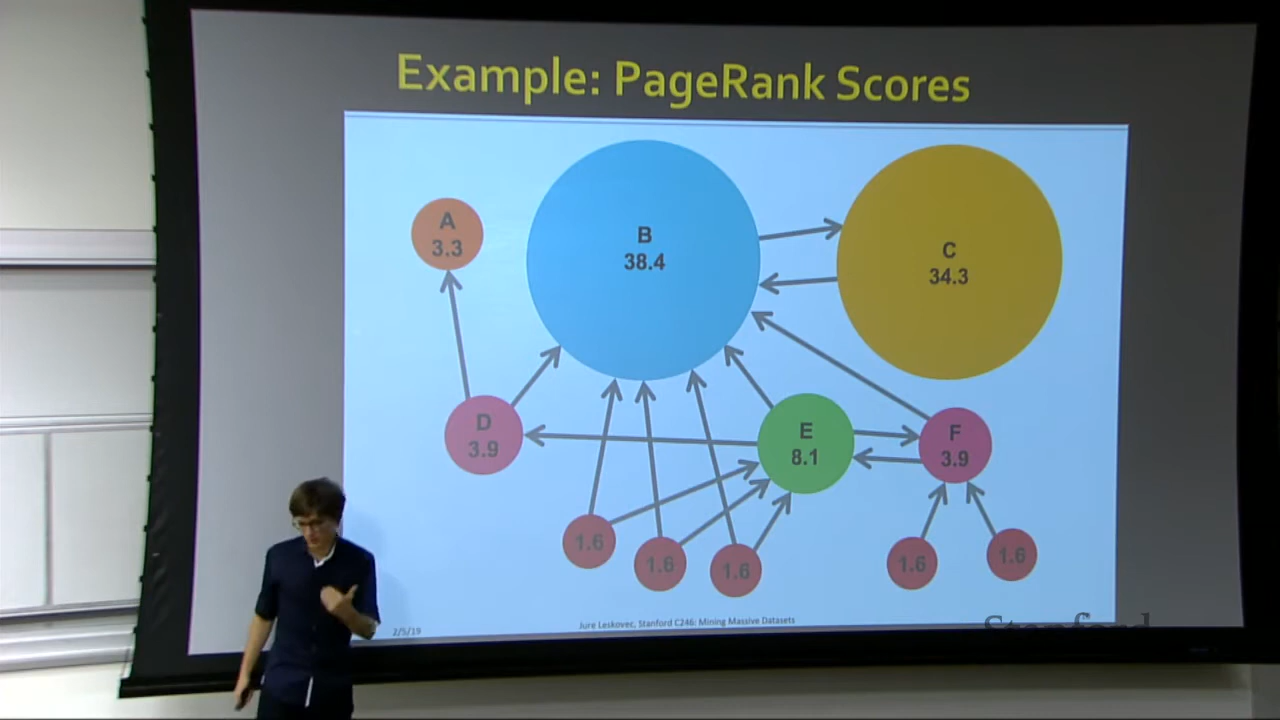 Example: PageRank Scores
A
3.3
B
38.4
C
34.3
D
3.9
E
8.1
F
3.9
1.6
1.6
1.6
1.6
1.6
2/5/19
Jure Leskovec, Stanford C246: Mining Massive Datasets
Stanford